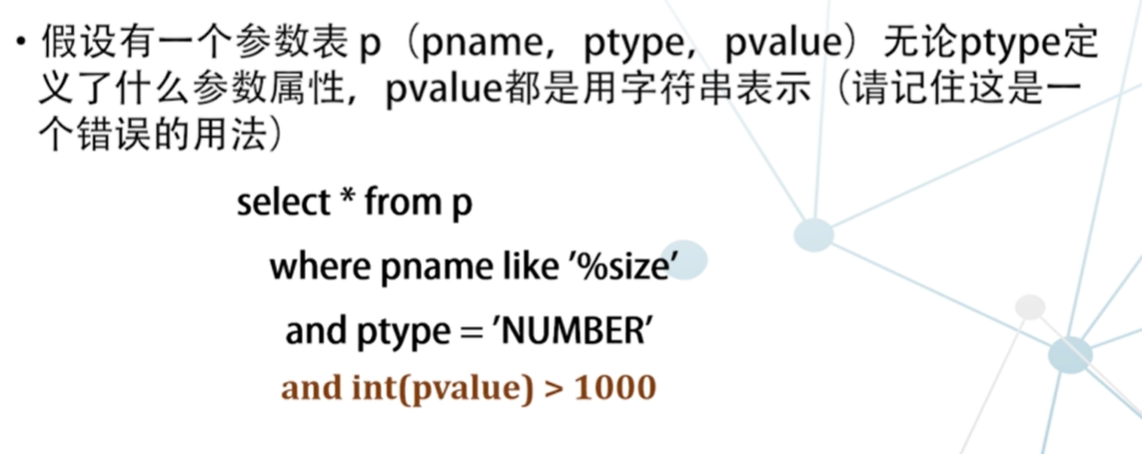 • 假设有一个参数表 p（pname，ptype，pvalue）无论ptype定
义了什么参数属性，pvalue都是用字符串表示（请记住这是一
个错误的用法）
select * from p
where pname like ′%size′
and ptype = ′NUMBER′
and int(pvalue) > 1000